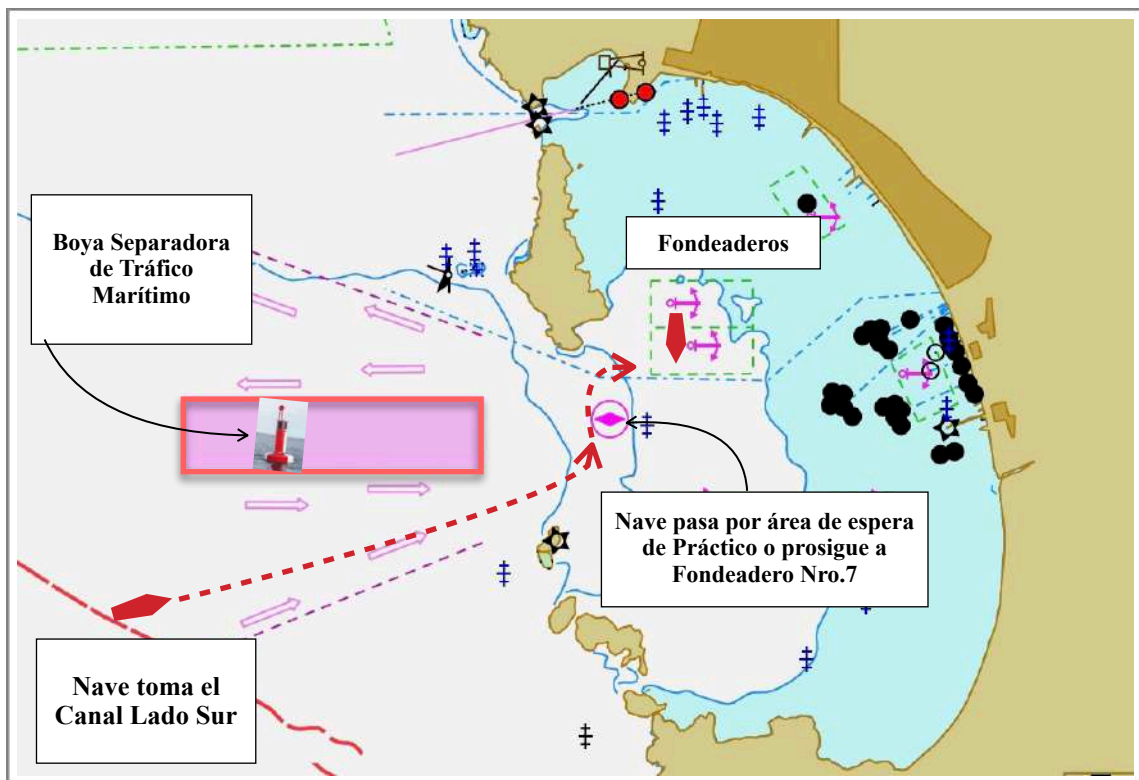 Boya Separadora
de Tráfico
Marítimo
Fondeaderos
Nave pasa por área de espera
de Práctico o prosigue a
Fondeadero Nro.7
Nave toma el
Canal Lado Sur